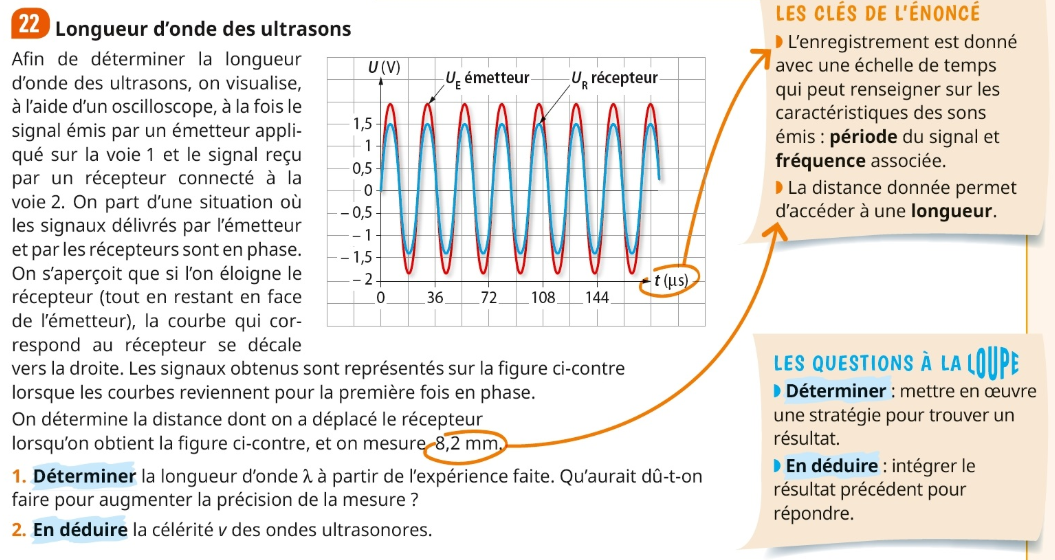 22 Longueur d'onde des ultrasons
Afin de déterminer la longueur
d'onde des ultrasons, on visualise,
à l'aide d'un oscilloscope, à la fois le
signal émis par un émetteur appli-
qué sur la voie 1 et le signal reçu
par un récepteur connecté à la
voie 2. On part d'une situation où
les signaux délivrés par l'émetteur
et par les récepteurs sont en phase.
On s'aperçoit que si l'on éloigne le
récepteur (tout en restant en face
de l'émetteur), la courbe qui cor-
respond au récepteur se décale
vers la droite. Les signaux obtenus sont représentés sur la figure ci-contre
lorsque les courbes reviennent pour la première fois en phase.
On détermine la distance dont on a déplacé le récepteur
lorsqu'on obtient la figure ci-contre, et on mesure 8,2 mm.
1. Déterminer la longueur d'onde λ à partir de l'expérience faite. Qu'aurait dû-t-on
faire pour augmenter la précision de la mesure ?
2. En déduire la célérité v des ondes ultrasonores.
U (V)
U_E émetteur
U_R récepteur
1,5
1
0,5
0
– 0,5
– 1
– 1,5
– 2
t (µs)
0 36 72 108 144
LES CLÉS DE L'ÉNONCÉ
L'enregistrement est donné
avec une échelle de temps
qui peut renseigner sur les
caractéristiques des sons
émis : période du signal et
fréquence associée.
La distance donnée permet
d'accéder à une longueur.
LES QUESTIONS À LA LOUPE
Déterminer : mettre en œuvre
une stratégie pour trouver un
résultat.
En déduire : intégrer le
résultat précédent pour
répondre.